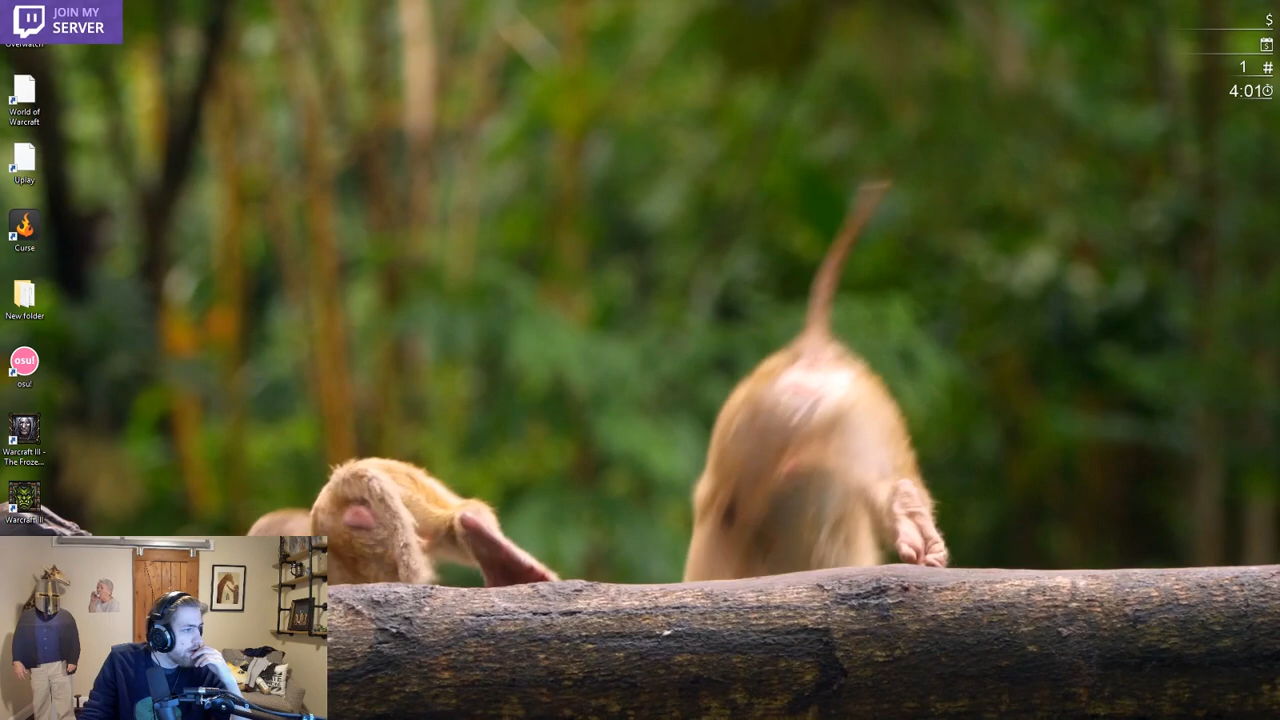 JOIN MY
SERVER
Overwatch
World of
Warcraft
Uplay
Curse
New folder
osu!
osu!
Warcraft III -
The Froze...
Warcraft III
$
S
1 #
4:01